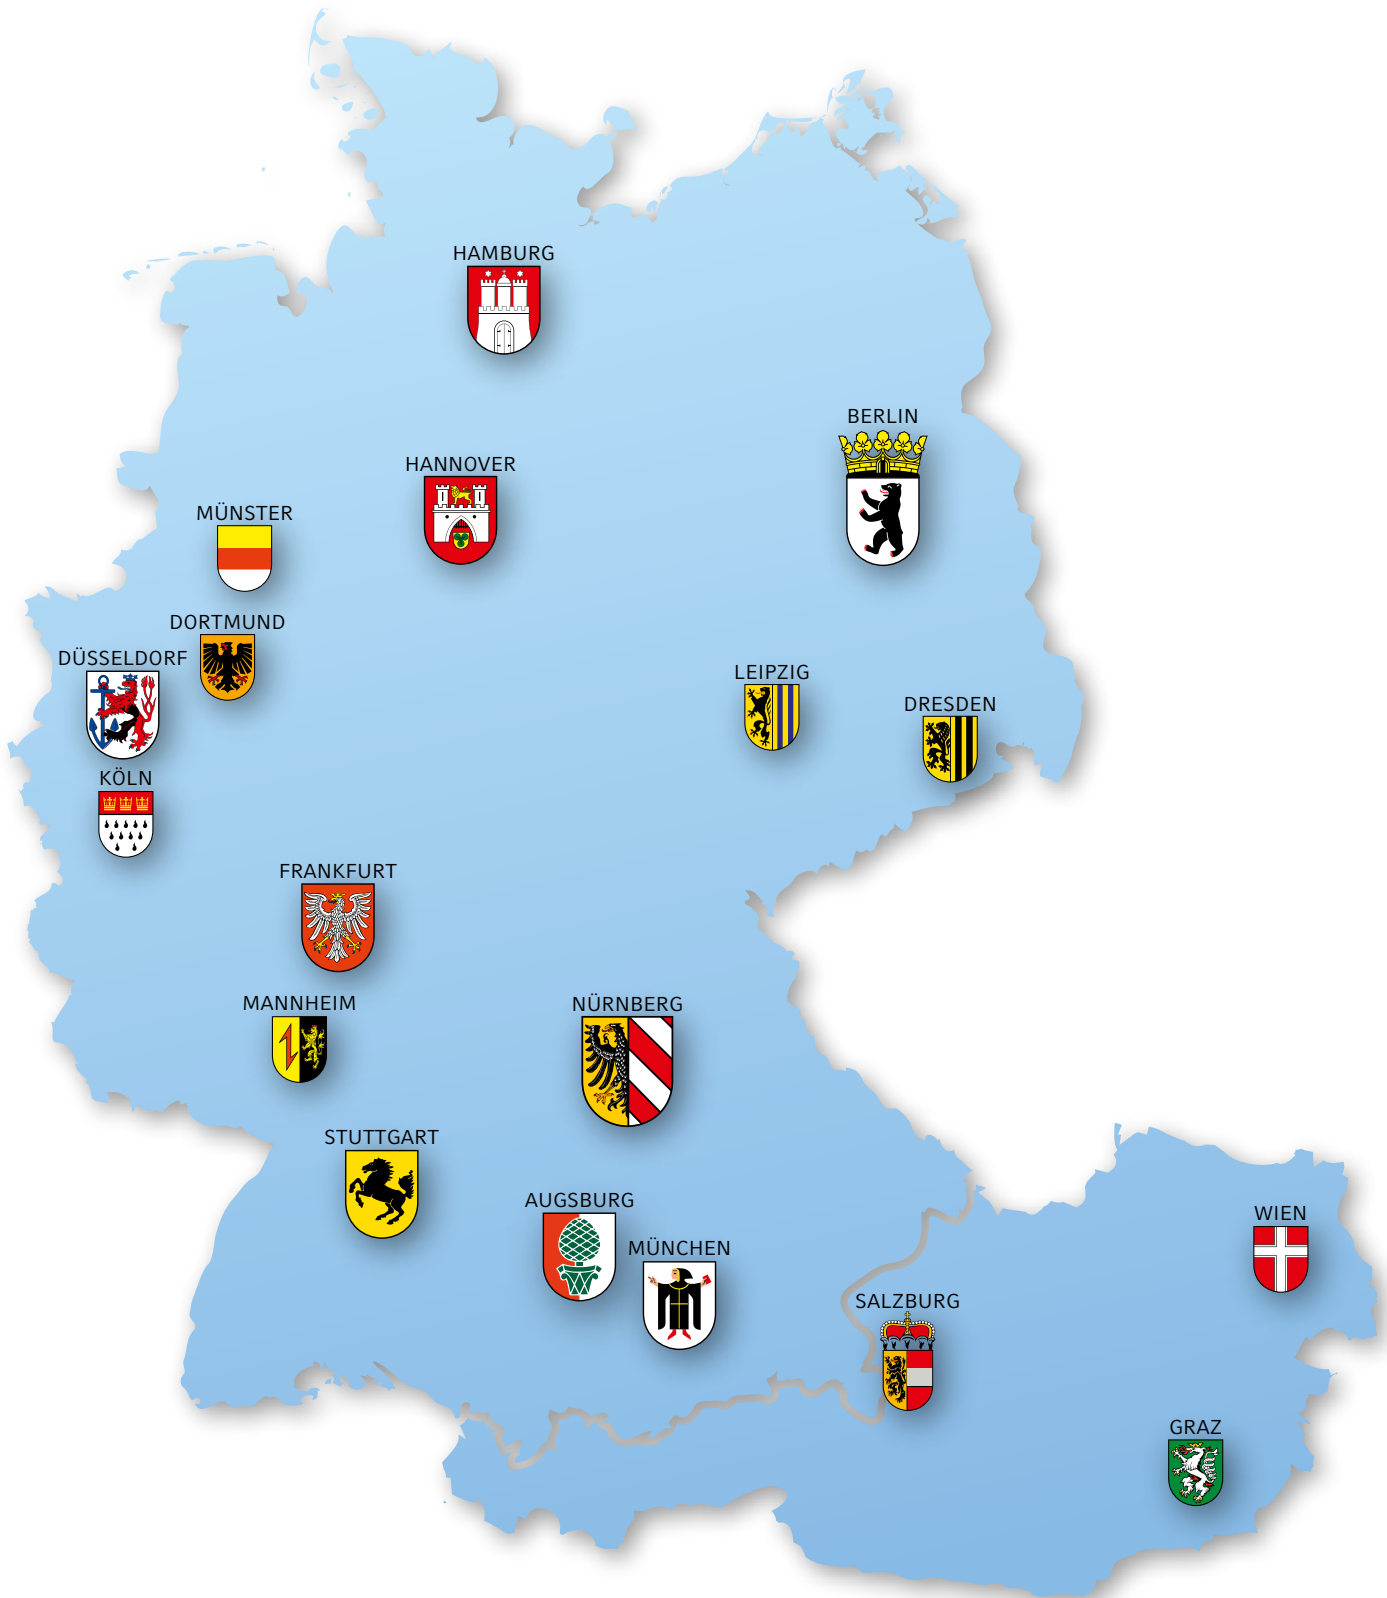 HAMBURG
BERLIN
HANNOVER
MÜNSTER
DORTMUND
DÜSSELDORF
LEIPZIG
DRESDEN
KÖLN
FRANKFURT
MANNHEIM
NÜRNBERG
STUTTGART
AUGSBURG
WIEN
MÜNCHEN
SALZBURG
GRAZ